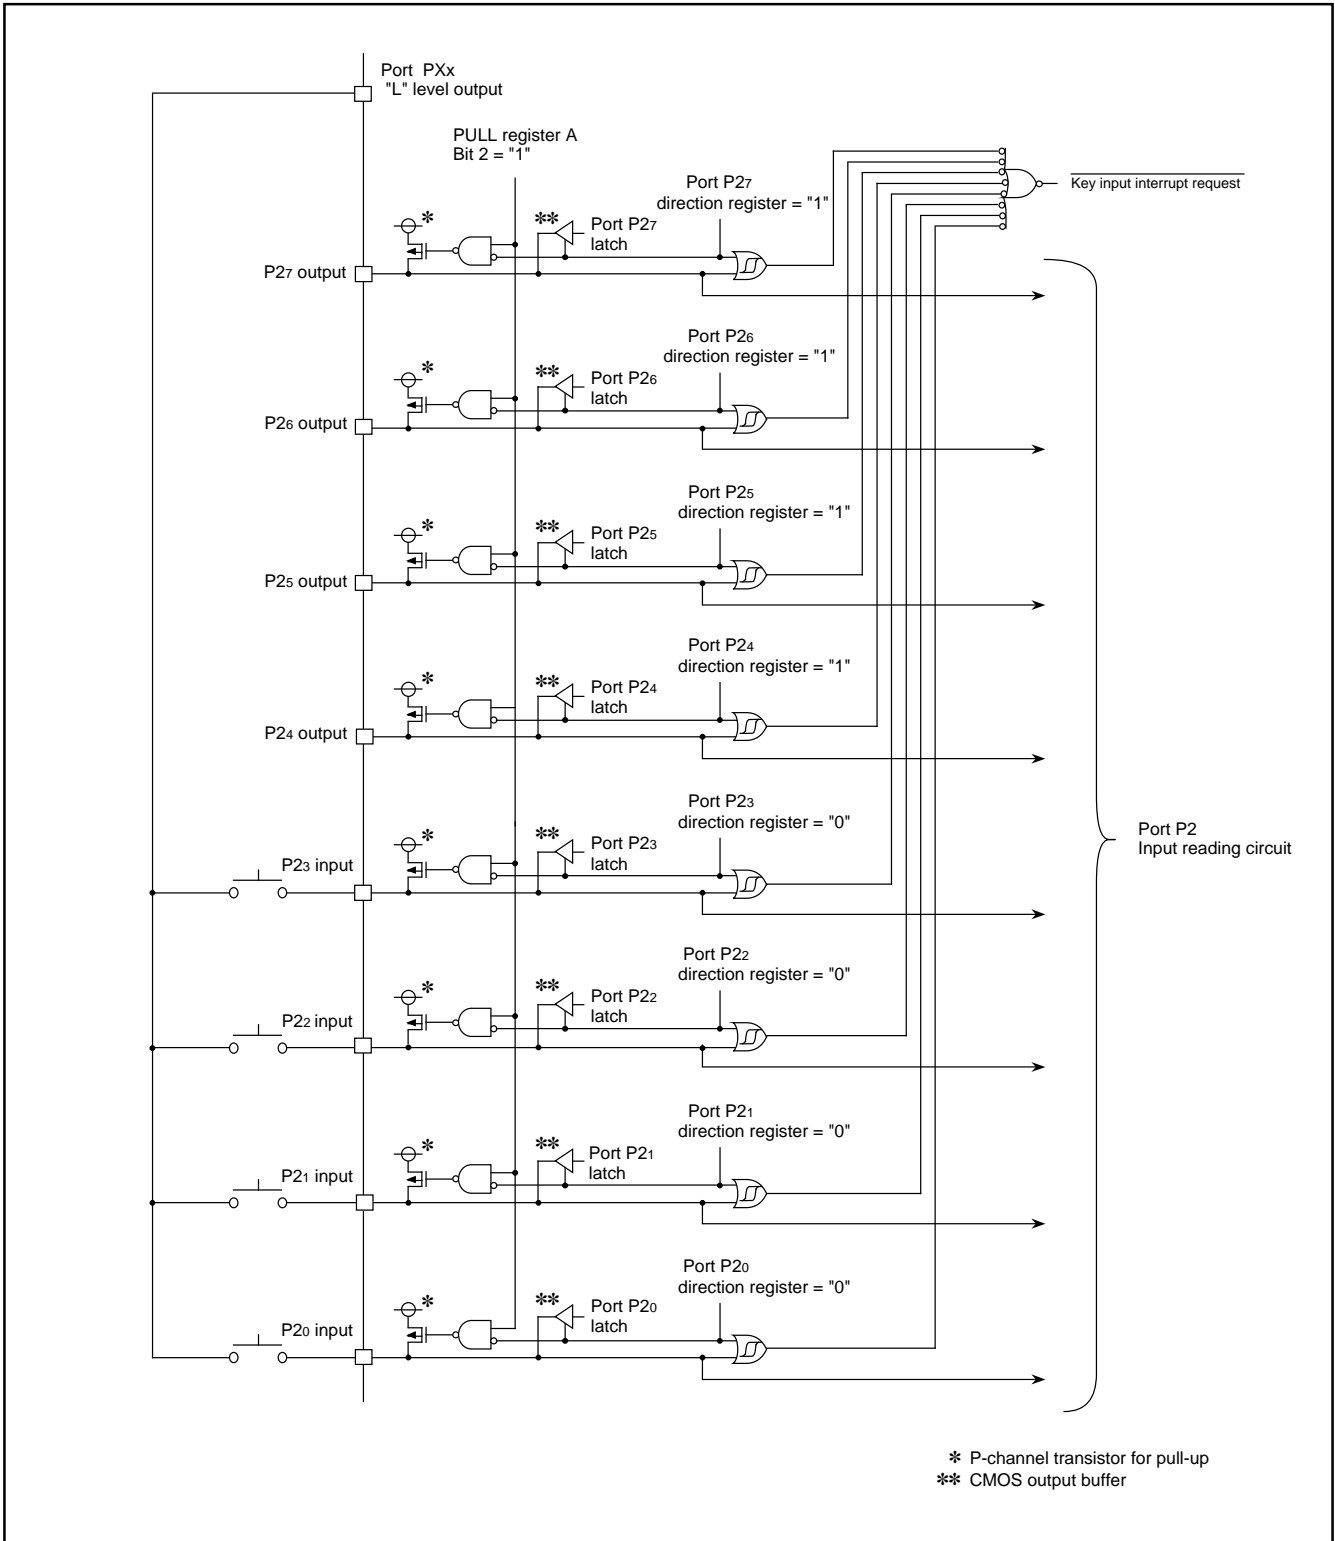 Port PXx
"L" level output
PULL register A
Bit 2 = "1"
Key input interrupt request
Port P27
direction register = "1"
**
*
Port P27
latch
P27 output
Port P26
direction register = "1"
**
*
Port P26
latch
P26 output
Port P25
direction register = "1"
**
*
Port P25
latch
P25 output
Port P24
direction register = "1"
**
*
Port P24
latch
P24 output
Port P23
direction register = "0"
**
*
Port P23
latch
P23 input
Port P2
Input reading circuit
Port P22
direction register = "0"
**
*
Port P22
latch
P22 input
Port P21
direction register = "0"
**
*
Port P21
latch
P21 input
Port P20
direction register = "0"
**
*
Port P20
latch
P20 input
* P-channel transistor for pull-up
** CMOS output buffer